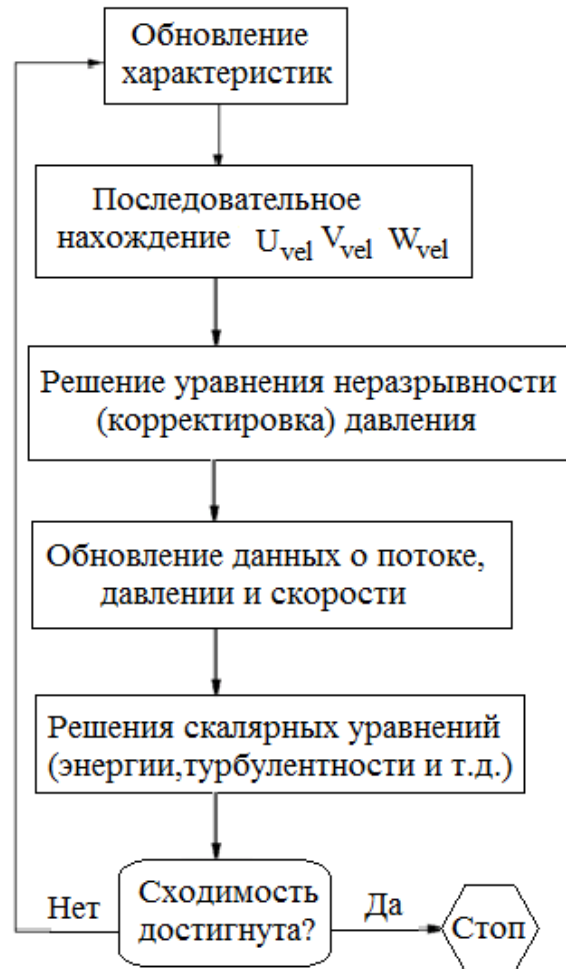 Обновление
характеристик
Последовательное
нахождение U_vel V_vel W_vel
Решение уравнения неразрывности
(корректировка) давления
Обновление данных о потоке,
давлении и скорости
Решения скалярных уравнений
(энергии,турбулентности и т.д.)
Сходимость
достигнута?
Нет
Да
Стоп